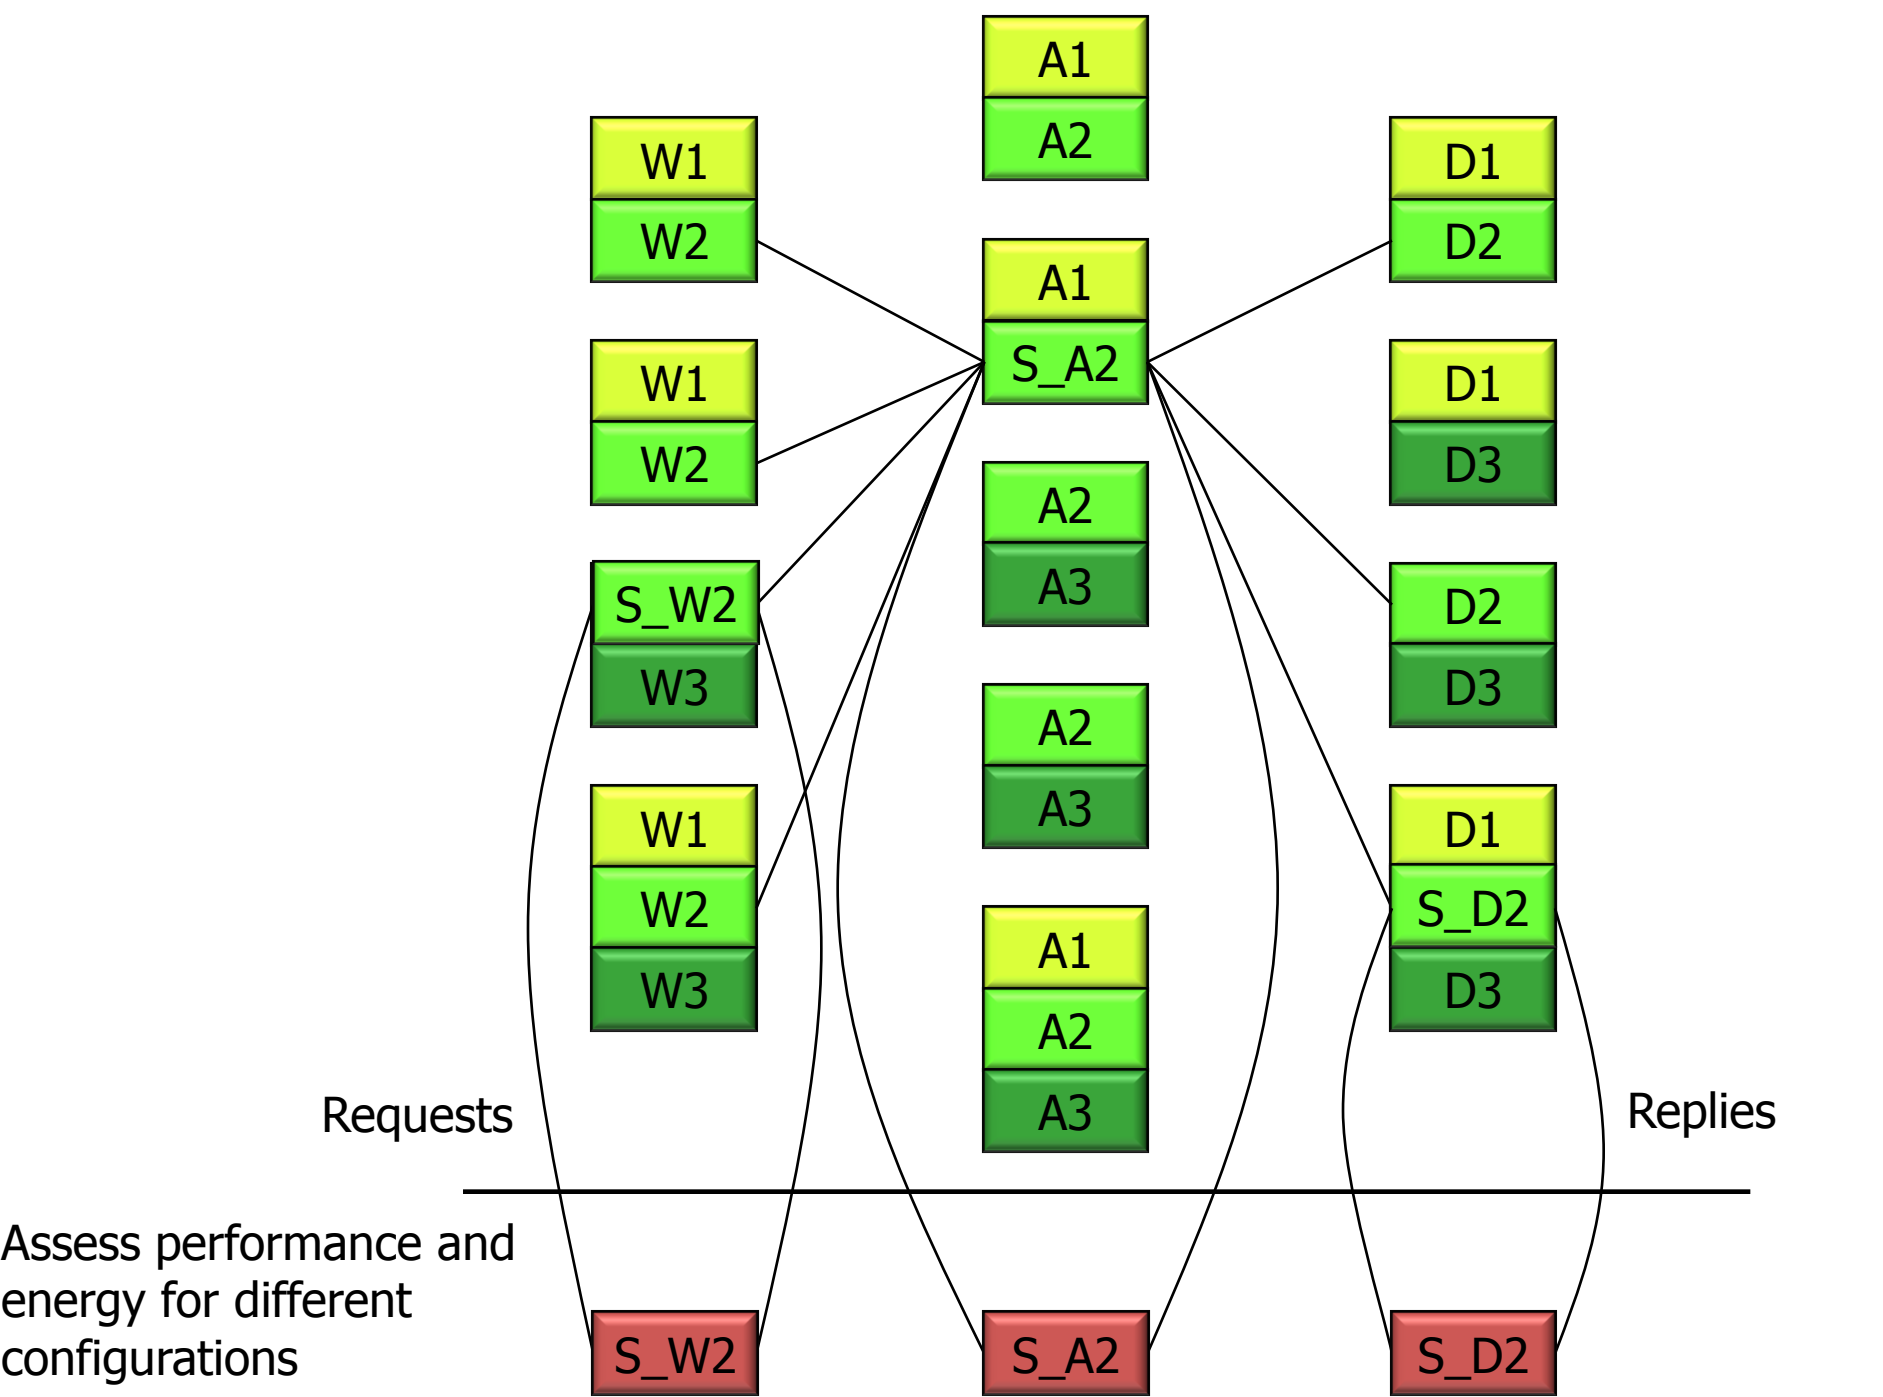 A1
A2
W1
W2
D1
D2
A1
S_A2
W1
W2
D1
D3
A2
A3
S_W2
W3
D2
D3
A2
A3
W1
W2
W3
D1
S_D2
D3
A1
A2
A3
Requests
Replies
Assess performance and
energy for different
configurations
S_W2
S_A2
S_D2